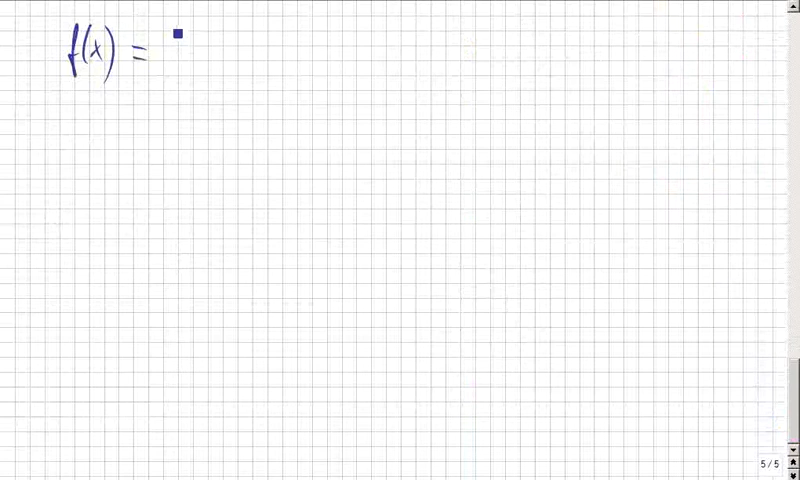 f(x) =
5/5